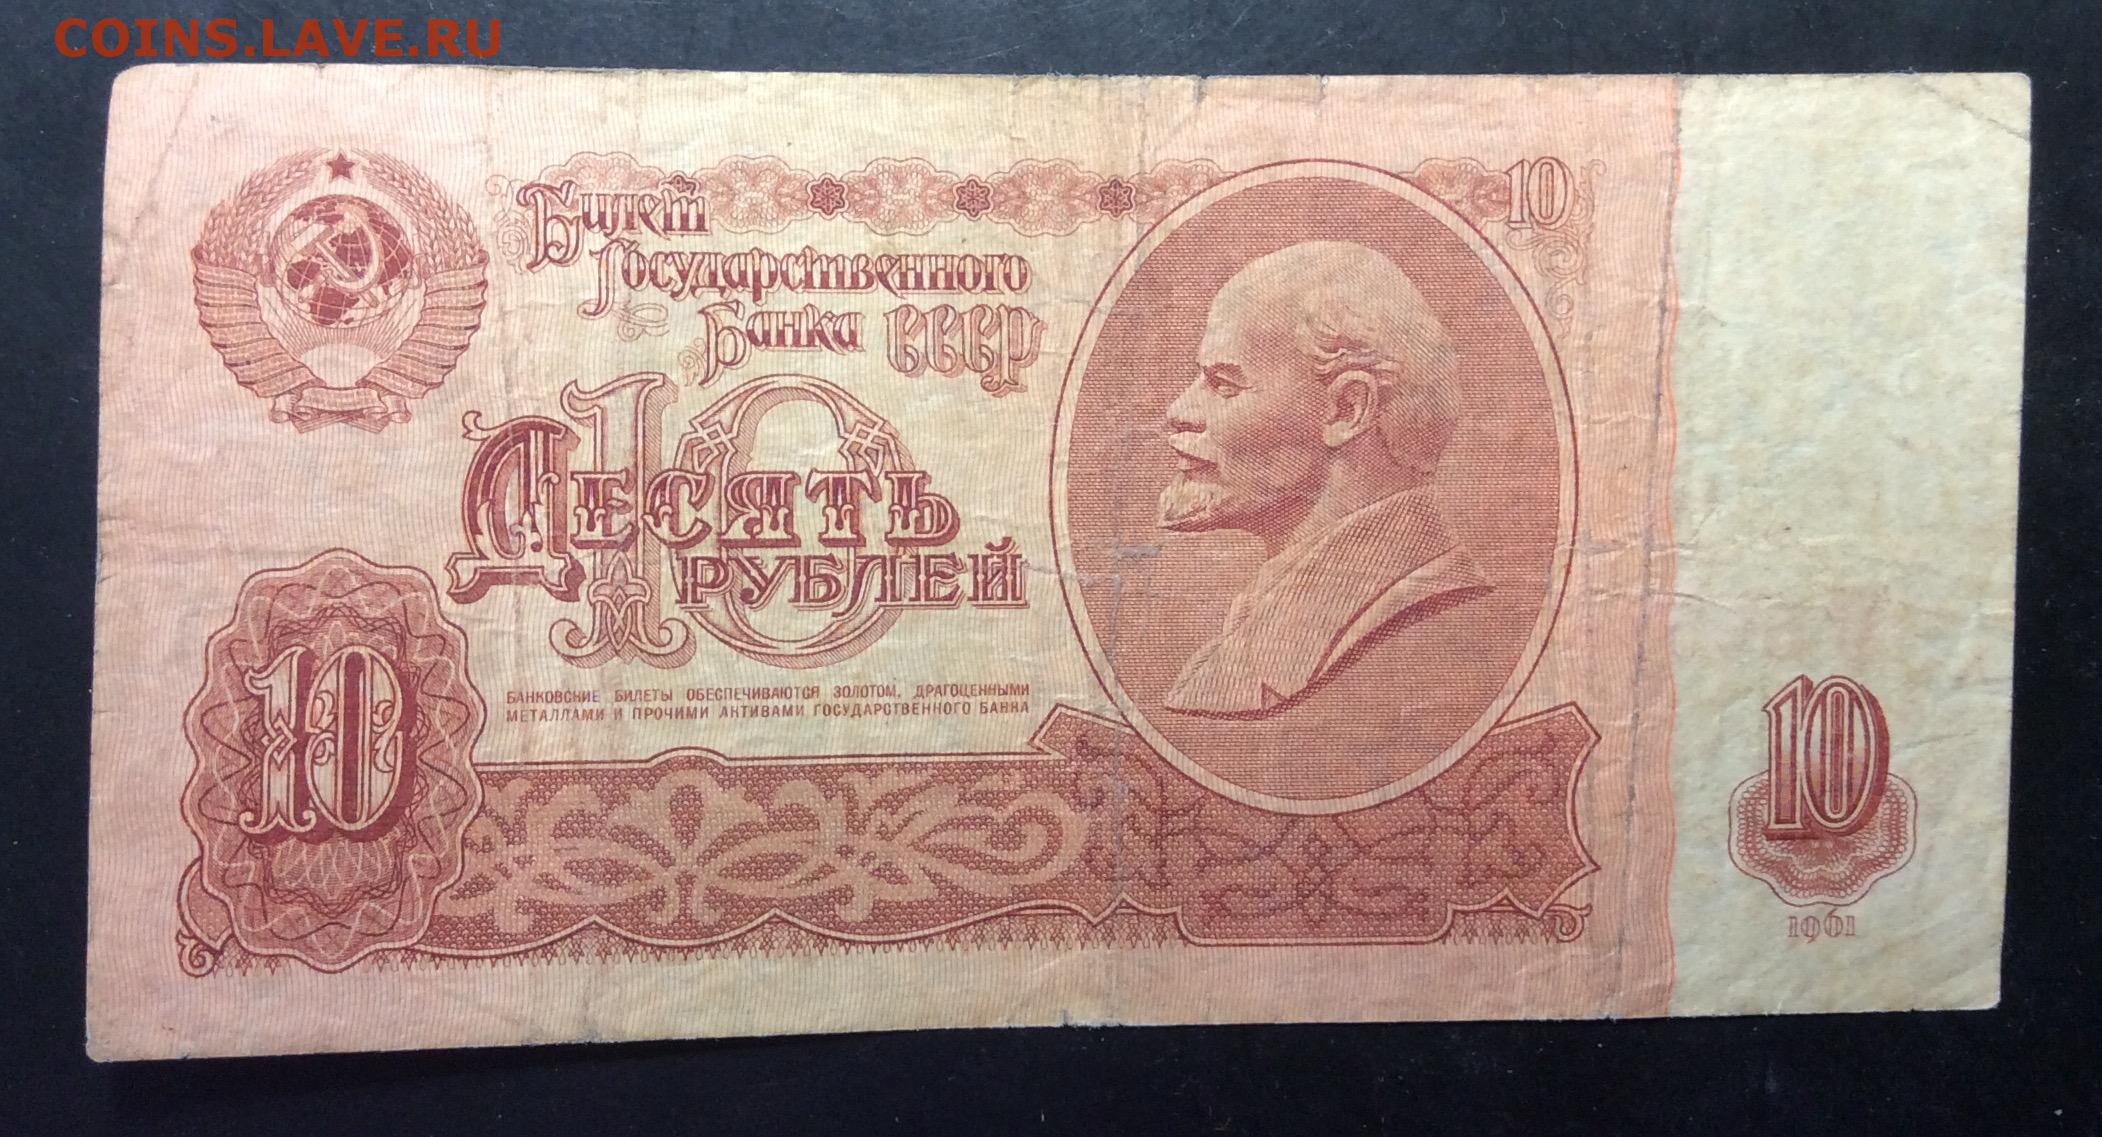 COINS.LAVE.RU
Билет
Государственного
Банка СССР
10
10
Десять
рублей
БАНКОВСКИЕ БИЛЕТЫ ОБЕСПЕЧИВАЮТСЯ ЗОЛОТОМ, ДРАГОЦЕННЫМИ
МЕТАЛЛАМИ И ПРОЧИМИ АКТИВАМИ ГОСУДАРСТВЕННОГО БАНКА
10
10
1961